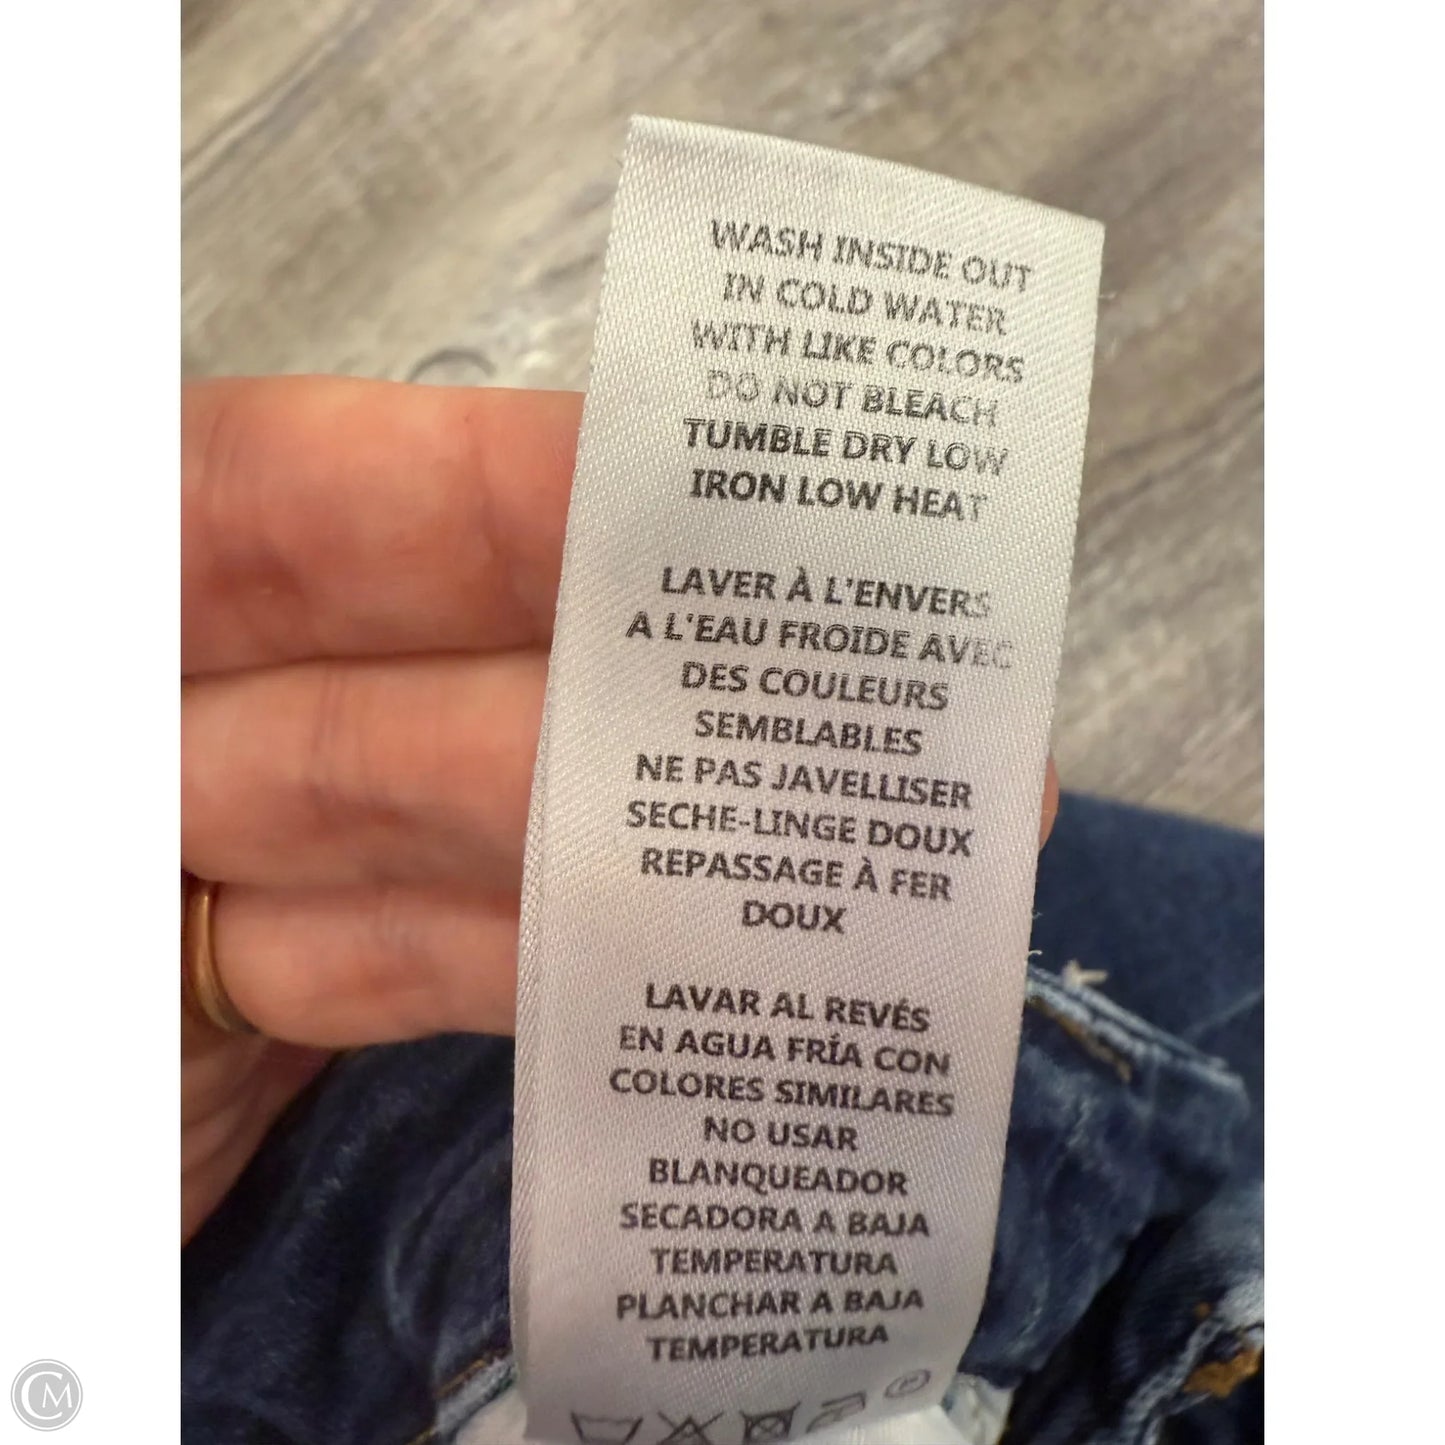 WASH INSIDE OUT
IN COLD WATER
WITH LIKE COLORS
DO NOT BLEACH
TUMBLE DRY LOW
IRON LOW HEAT
LAVER À L'ENVERS
A L'EAU FROIDE AVEC
DES COULEURS
SEMBLABLES
NE PAS JAVELLISER
SECHE-LINGE DOUX
REPASSAGE À FER
DOUX
LAVAR AL REVÉS
EN AGUA FRÍA CON
COLORES SIMILARES
NO USAR
BLANQUEADOR
SECADORA A BAJA
TEMPERATURA
PLANCHAR A BAJA
TEMPERATURA
CM